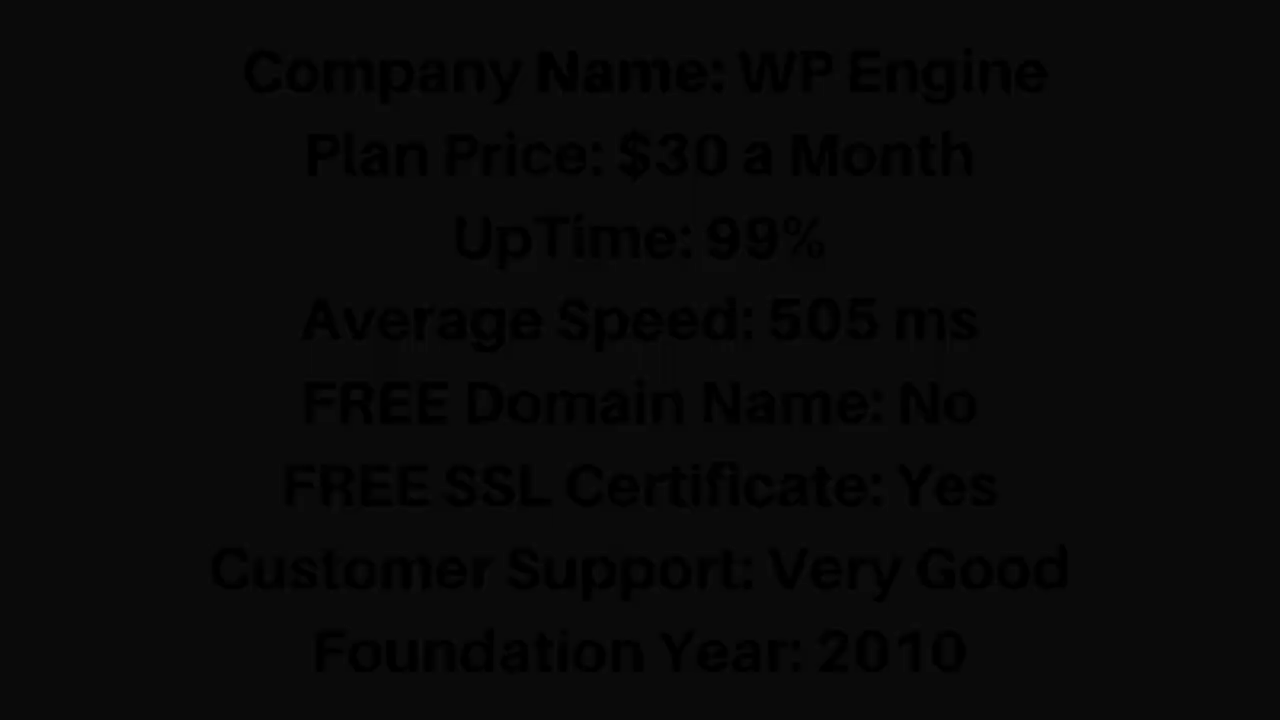 Company Name: WP Engine
Plan Price: $30 a Month
UpTime: 99%
Average Speed: 505 ms
FREE Domain Name: No
FREE SSL Certificate: Yes
Customer Support: Very Good
Foundation Year: 2010